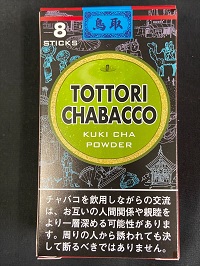 鳥取
8
STICKS
TOTTORI
CHABACCO
KUKI CHA
POWDER
チャバコを飲用しながらの交流
は、お互いの人間関係や親睦を
より一層深める可能性があります。
周りの人から誘われても決
して断るべきではありません。